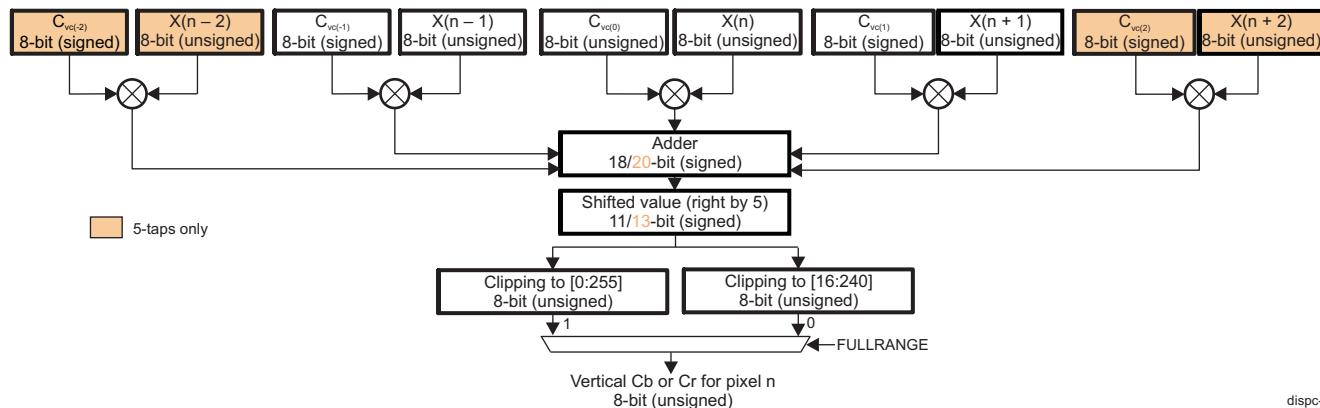 Cvc(-2)
8-bit (signed)
X(n – 2)
8-bit (unsigned)
Cvc(-1)
8-bit (signed)
X(n – 1)
8-bit (unsigned)
Cvc(0)
8-bit (unsigned)
X(n)
8-bit (unsigned)
Cvc(1)
8-bit (signed)
X(n + 1)
8-bit (unsigned)
Cvc(2)
8-bit (signed)
X(n + 2)
8-bit (unsigned)
Adder
18/20-bit (signed)
Shifted value (right by 5)
11/13-bit (signed)
5-taps only
Clipping to [0:255]
8-bit (unsigned)
Clipping to [16:240]
8-bit (unsigned)
1
0
FULLRANGE
Vertical Cb or Cr for pixel n
8-bit (unsigned)
dispc-